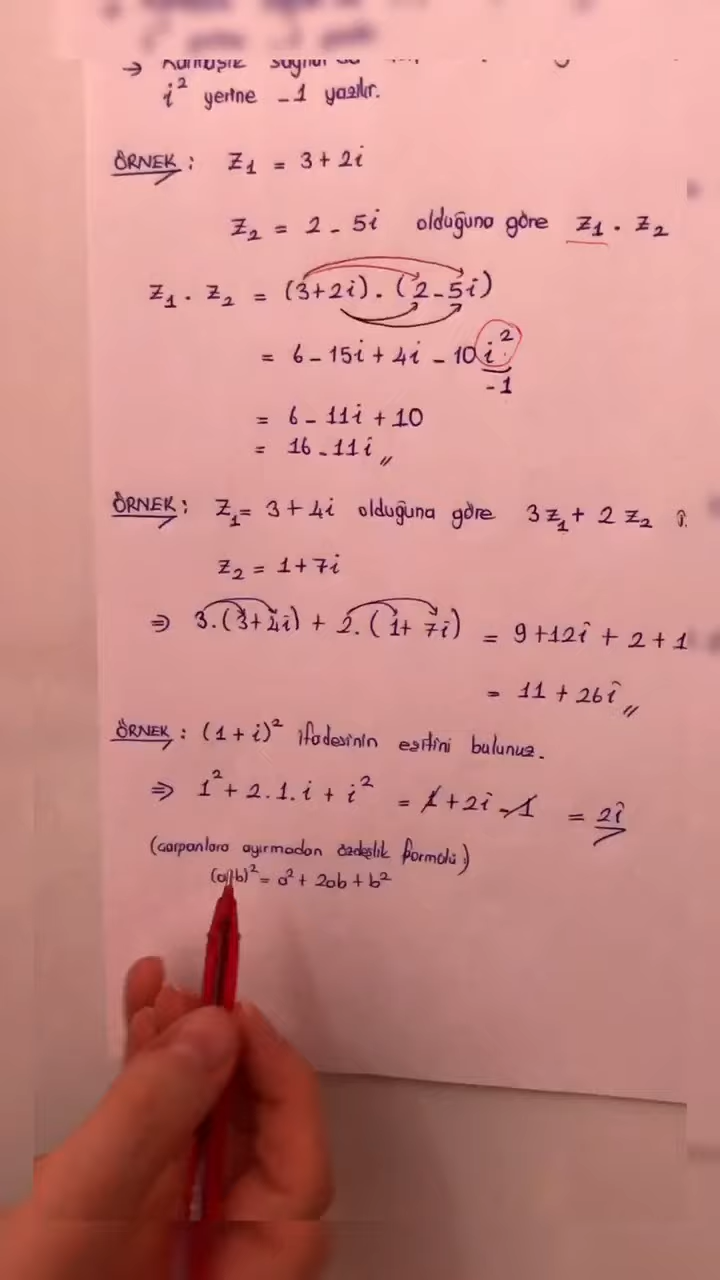 i² yerine -1 yazılır.
ÖRNEK: z₁ = 3+2i
z₂ = 2-5i olduğuna göre z₁ . z₂
z₁ . z₂ = (3+2i) . (2-5i)
= 6-15i+4i-10i²
-1
= 6-11i+10
= 16-11i //
ÖRNEK: z₁= 3+4i olduğuna göre 3z₁+ 2z₂
z₂ = 1+7i
⇒ 3.(3+4i) + 2.(1+7i) = 9+12i+2+1
= 11+26i //
ÖRNEK: (1+i)² ifadesinin eşitini bulunuz.
⇒ 1²+2.1.i+i² = 1+2i-1 = 2i
(Çarpanlara ayırmadan özdeşlik formülü)
(a+b)² = a²+2ab+b²